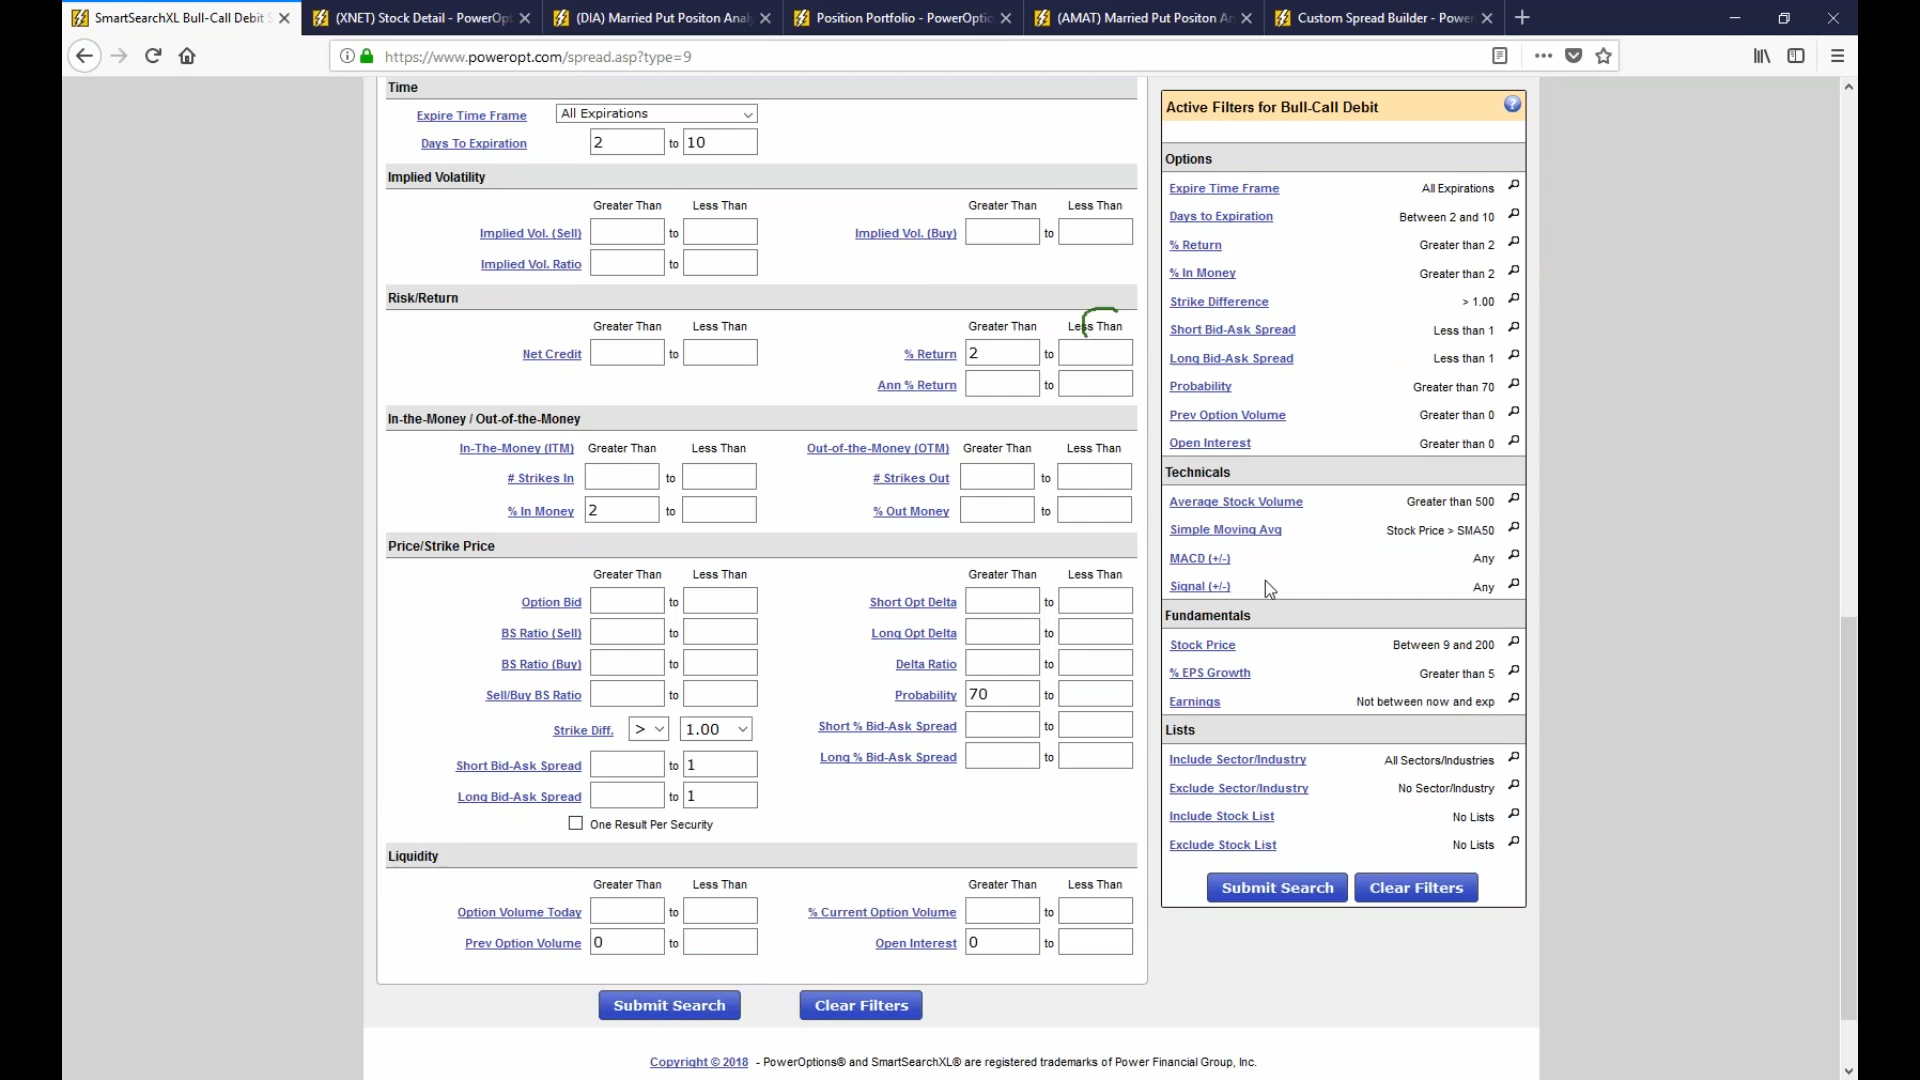 SmartSearchXL Bull-Call Debit S
(XNET) Stock Detail - PowerOpt
(DIA) Married Put Positon Anal
Position Portfolio - PowerOptio
(AMAT) Married Put Positon An
Custom Spread Builder - Power
https://www.poweropt.com/spread.asp?type=9
Time
Expire Time Frame All Expirations
Days To Expiration 2 to 10
Implied Volatility
Greater Than Less Than Greater Than Less Than
Implied Vol. (Sell) to Implied Vol. (Buy) to
Implied Vol. Ratio to
Risk/Return
Greater Than Less Than Greater Than Less Than
Net Credit to % Return 2 to
Ann % Return to
In-the-Money / Out-of-the-Money
In-The-Money (ITM) Greater Than Less Than Out-of-the-Money (OTM) Greater Than Less Than
# Strikes In to # Strikes Out to
% In Money 2 to % Out Money to
Price/Strike Price
Greater Than Less Than Greater Than Less Than
Option Bid to Short Opt Delta to
BS Ratio (Sell) to Long Opt Delta to
BS Ratio (Buy) to Delta Ratio to
Sell/Buy BS Ratio to Probability 70 to
Strike Diff. > 1.00 Short % Bid-Ask Spread to
Short Bid-Ask Spread to 1 Long % Bid-Ask Spread to
Long Bid-Ask Spread to 1
One Result Per Security
Liquidity
Greater Than Less Than Greater Than Less Than
Option Volume Today to % Current Option Volume to
Prev Option Volume 0 to Open Interest 0 to
Submit Search Clear Filters
Active Filters for Bull-Call Debit ?
Options
Expire Time Frame All Expirations
Days to Expiration Between 2 and 10
% Return Greater than 2
% In Money Greater than 2
Strike Difference > 1.00
Short Bid-Ask Spread Less than 1
Long Bid-Ask Spread Less than 1
Probability Greater than 70
Prev Option Volume Greater than 0
Open Interest Greater than 0
Technicals
Average Stock Volume Greater than 500
Simple Moving Avg Stock Price > SMA50
MACD (+/-) Any
Signal (+/-) Any
Fundamentals
Stock Price Between 9 and 200
% EPS Growth Greater than 5
Earnings Not between now and exp
Lists
Include Sector/Industry All Sectors/Industries
Exclude Sector/Industry No Sector/Industry
Include Stock List No Lists
Exclude Stock List No Lists
Submit Search Clear Filters
Copyright © 2018 - PowerOptions® and SmartSearchXL® are registered trademarks of Power Financial Group, Inc.